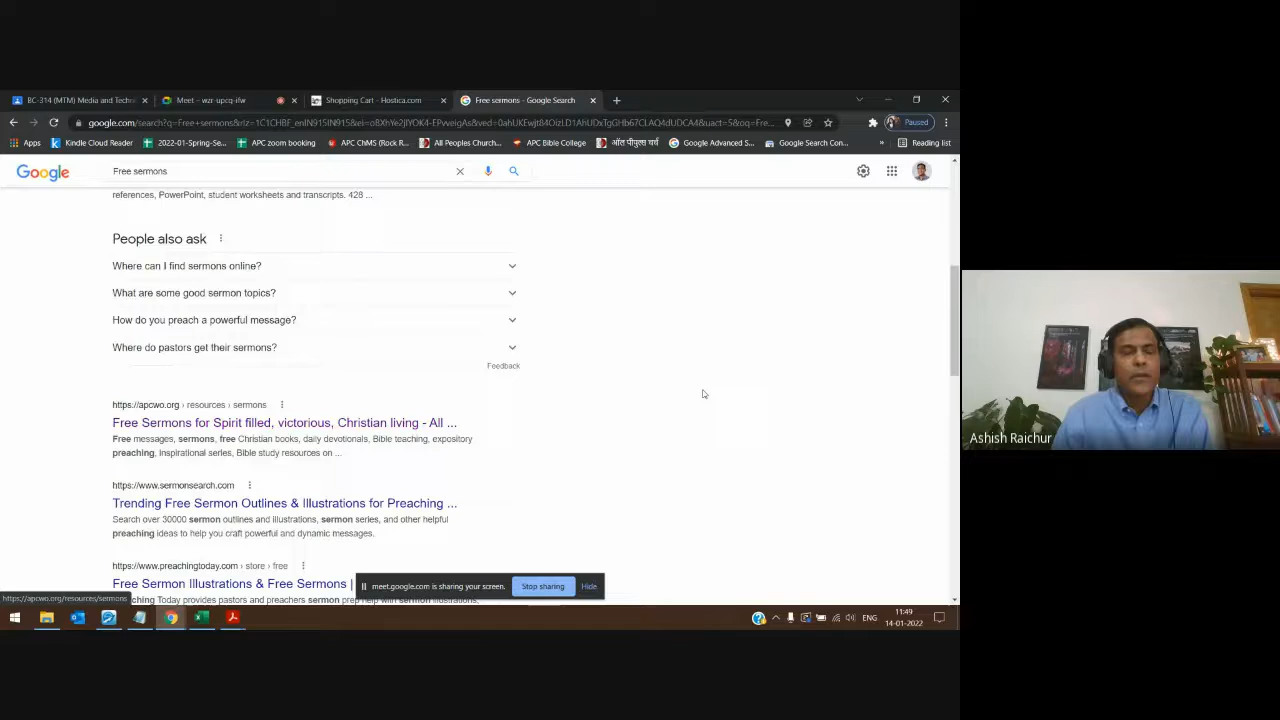 BC-314 (MTM) Media and Techn
Meet – wzr-upcq-ifw
Shopping Cart - Hostica.com
Free sermons - Google Search
Paused
Apps
Kindle Cloud Reader
2022-01-Spring-Se...
APC zoom booking
APC ChMS (Rock R...
All Peoples Church...
APC Bible College
ऑल पीपुल्स चर्च
Google Advanced S...
Google Search Con...
»
Reading list
Google
Free sermons
references, PowerPoint, student worksheets and transcripts. 428 ...
People also ask
Where can I find sermons online?
What are some good sermon topics?
How do you preach a powerful message?
Where do pastors get their sermons?
Feedback
https://apcwo.org › resources › sermons
Free Sermons for Spirit filled, victorious, Christian living - All ...
Free messages, sermons, free Christian books, daily devotionals, Bible teaching, expository
preaching, inspirational series, Bible study resources on ...
https://www.sermonsearch.com
Trending Free Sermon Outlines & Illustrations for Preaching ...
Search over 30000 sermon outlines and illustrations, sermon series, and other helpful
preaching ideas to help you craft powerful and dynamic messages.
https://www.preachingtoday.com › store › free
Free Sermon Illustrations & Free Sermons |
meet.google.com is sharing your screen.
Stop sharing
Hide
https://apcwo.org/resources/sermons
ENG
11:49
14-01-2022
Ashish Raichur